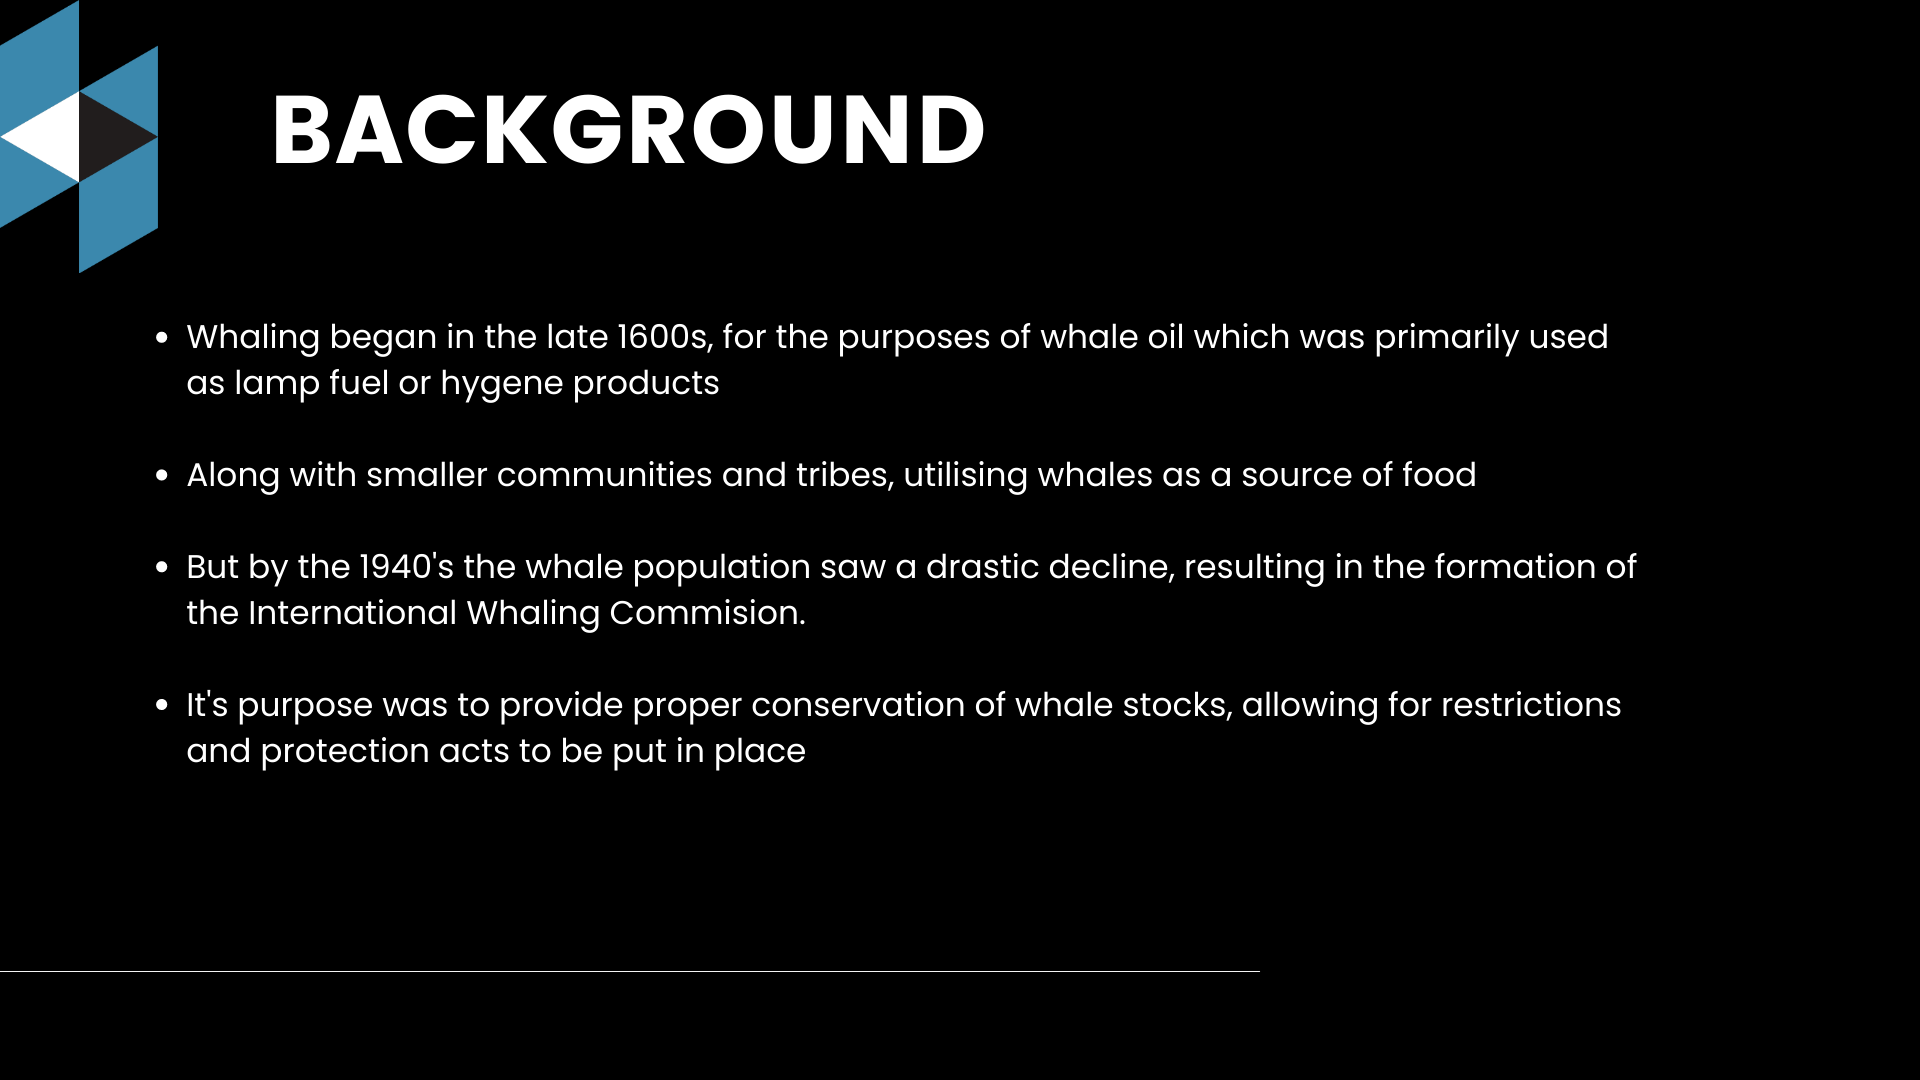 BACKGROUND
• Whaling began in the late 1600s, for the purposes of whale oil which was primarily used
as lamp fuel or hygene products
• Along with smaller communities and tribes, utilising whales as a source of food
• But by the 1940's the whale population saw a drastic decline, resulting in the formation of
the International Whaling Commision.
• It's purpose was to provide proper conservation of whale stocks, allowing for restrictions
and protection acts to be put in place